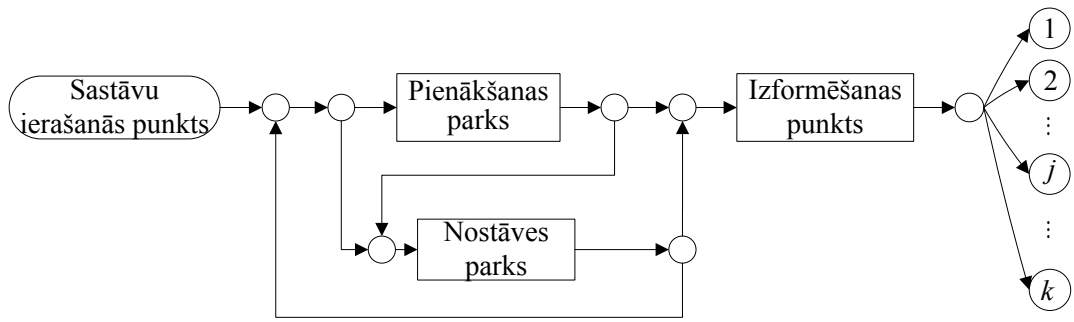 Sastāvu
ierašanās punkts
Pienākšanas
parks
Nostāves
parks
Izformēšanas
punkts
1
2
⋮
j
⋮
k